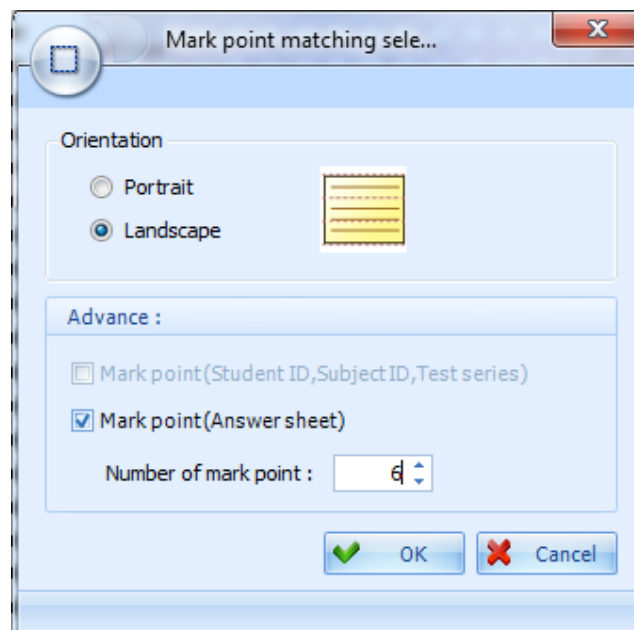 Mark point matching sele...
Orientation
Portrait
Landscape
Advance :
Mark point(Student ID,Subject ID,Test series)
Mark point(Answer sheet)
Number of mark point : 6
OK Cancel